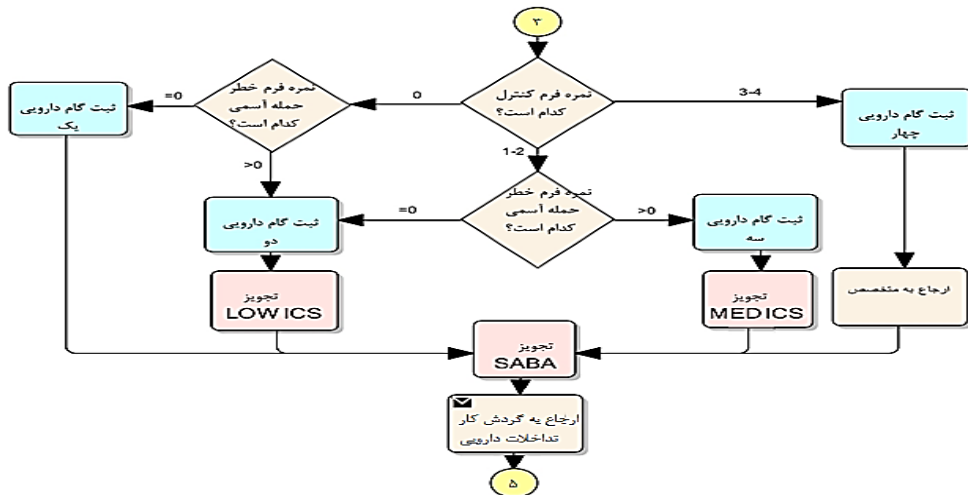 ۳
نمره فرم کنترل
کدام است؟
0
3-4
1-2
نمره فرم خطر
حمله آسمی
کدام است؟
=0
>0
ثبت گام دارویی
یک
ثبت گام دارویی
چهار
نمره فرم خطر
حمله آسمی
کدام است؟
=0
>0
ثبت گام دارویی
دو
ثبت گام دارویی
سه
تجویز
LOW ICS
تجویز
MED ICS
ارجاع به متخصص
تجویز
SABA
ارجاع به گردش کار
تداخلات دارویی
۵